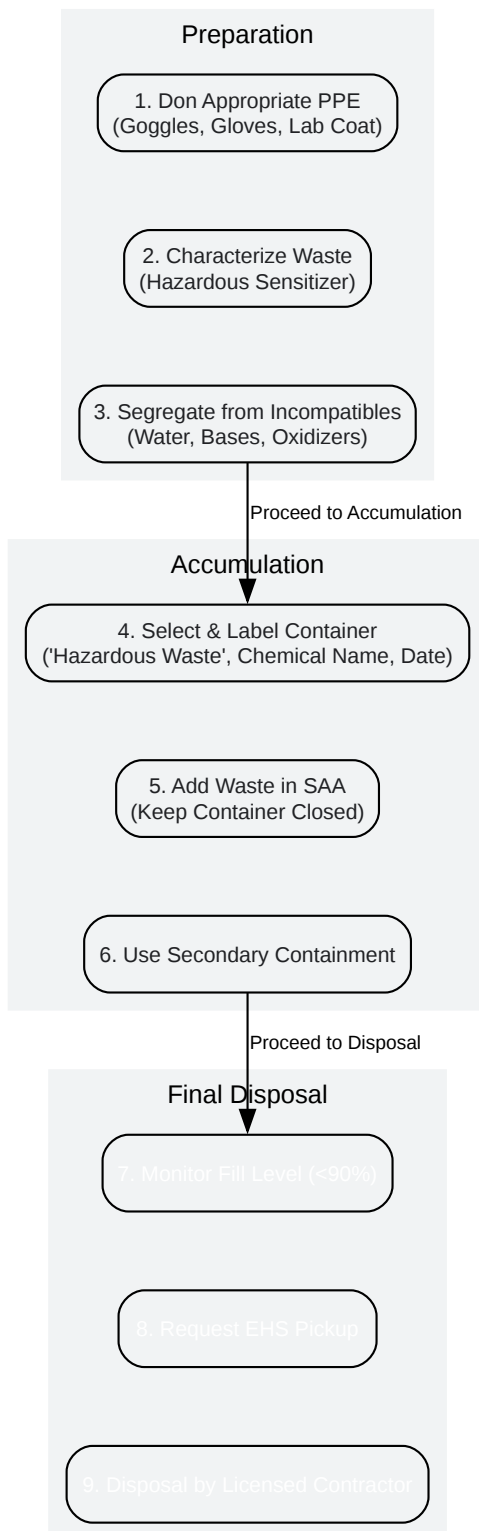 Preparation
1. Don Appropriate PPE
(Goggles, Gloves, Lab Coat)
2. Characterize Waste
(Hazardous Sensitizer)
3. Segregate from Incompatibles
(Water, Bases, Oxidizers)
Proceed to Accumulation
Accumulation
4. Select & Label Container
('Hazardous Waste', Chemical Name, Date)
5. Add Waste in SAA
(Keep Container Closed)
6. Use Secondary Containment
Proceed to Disposal
Final Disposal
7. Monitor Fill Level (<90%)
8. Request EHS Pickup
9. Disposal by Licensed Contractor